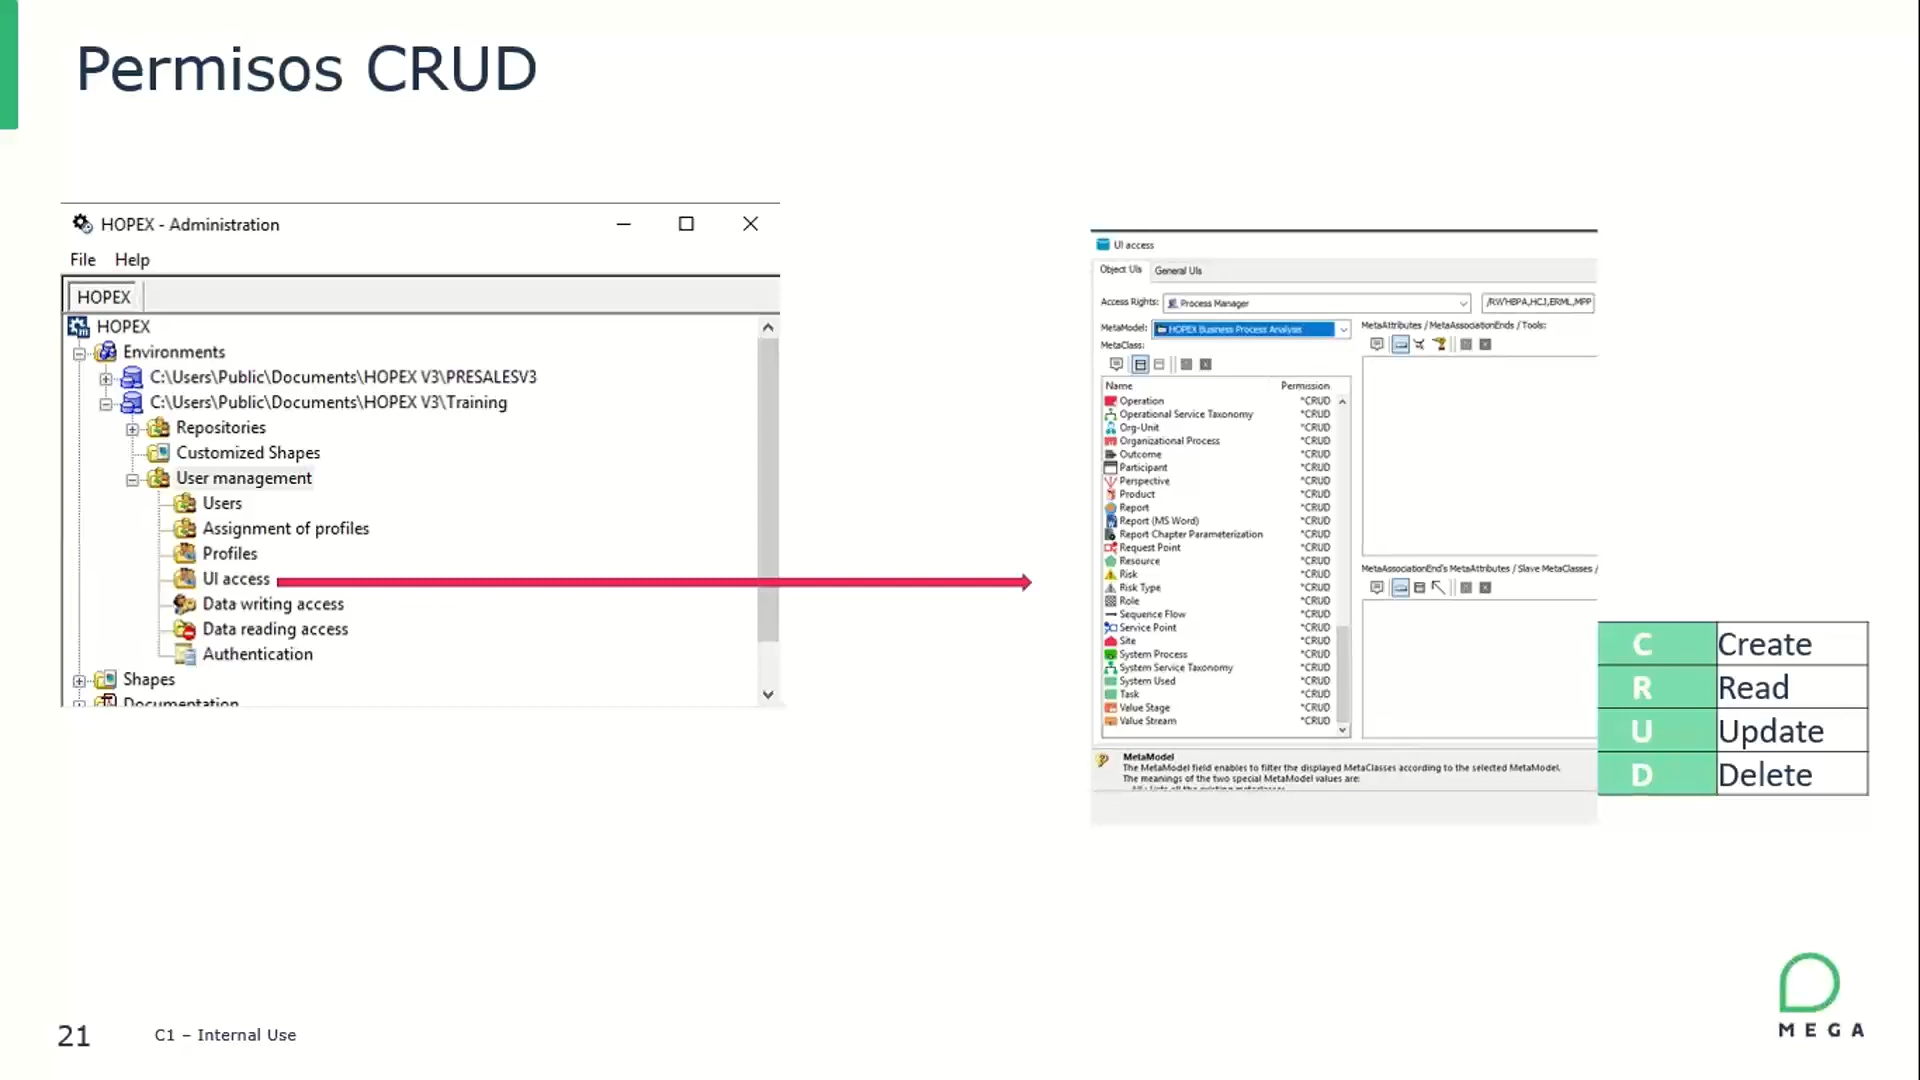 Permisos CRUD
HOPEX - Administration
File Help
HOPEX
HOPEX
Environments
C:\Users\Public\Documents\HOPEX V3\PRESALESV3
C:\Users\Public\Documents\HOPEX V3\Training
Repositories
Customized Shapes
User management
Users
Assignment of profiles
Profiles
UI access
Data writing access
Data reading access
Authentication
Shapes
Documentation
UI access
Object UIs General UIs
Access Rights: Process Manager /RWHBPA,HCJ,ERML,MPP
MetaModel: HOPEX Business Process Analysis
MetaClass:
Name Permission
Operation *CRUD
Operational Service Taxonomy *CRUD
Org-Unit *CRUD
Organizational Process *CRUD
Outcome *CRUD
Participant *CRUD
Perspective *CRUD
Product *CRUD
Report *CRUD
Report (MS Word) *CRUD
Report Chapter Parameterization *CRUD
Request Point *CRUD
Resource *CRUD
Risk *CRUD
Risk Type *CRUD
Role *CRUD
Sequence Flow *CRUD
Service Point *CRUD
Site *CRUD
System Process *CRUD
System Service Taxonomy *CRUD
System Used *CRUD
Task *CRUD
Value Stage *CRUD
Value Stream *CRUD
MetaAttributes / MetaAssociationEnds / Tools:
MetaAssociationEnd's MetaAttributes / Slave MetaClasses /
MetaModel
The MetaModel field enables to filter the displayed MetaClasses according to the selected MetaModel.
The meanings of the two special MetaModel values are:
C Create
R Read
U Update
D Delete
21
C1 – Internal Use
MEGA